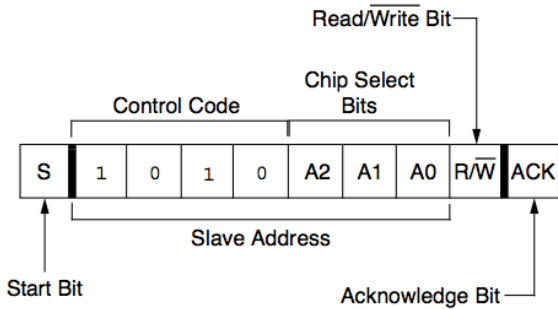 Read/Write Bit
Chip Select
Bits
Control Code
S 1 0 1 0 A2 A1 A0 R/W ACK
Slave Address
Start Bit
Acknowledge Bit